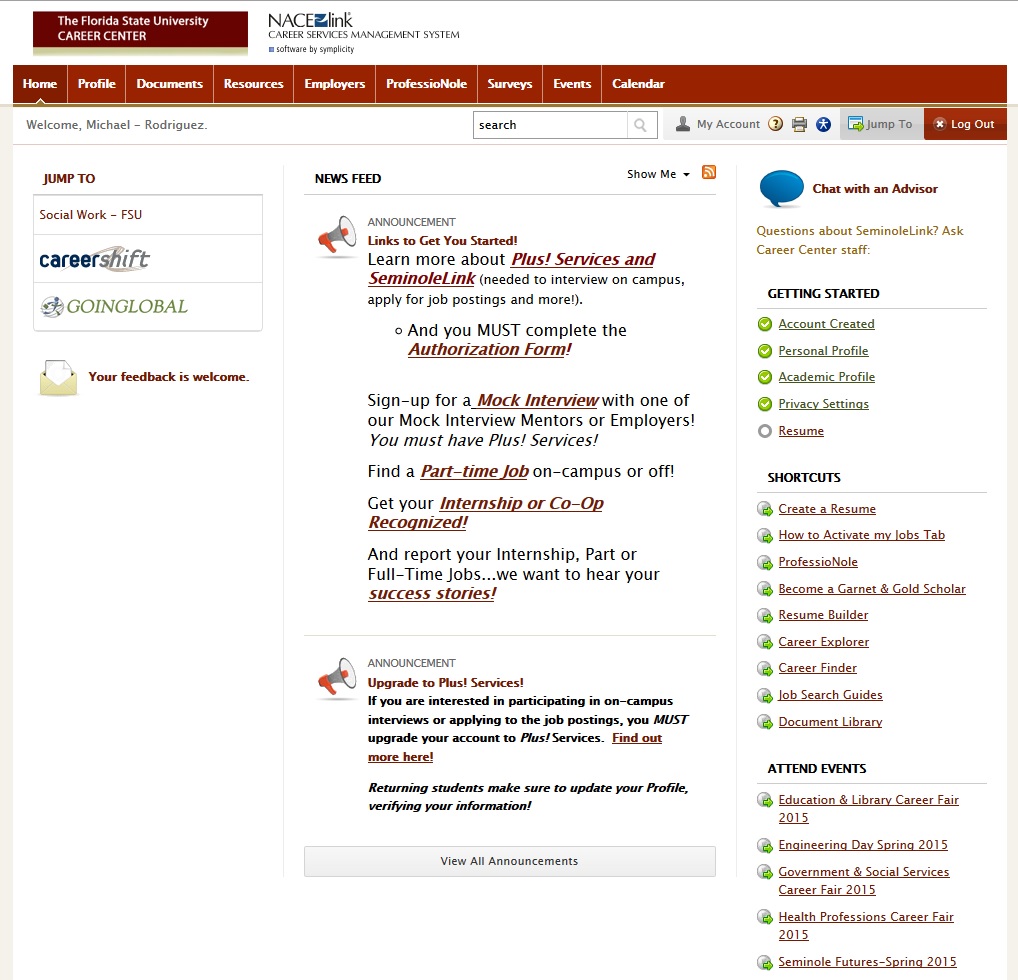 The Florida State University
CAREER CENTER
NACElink
CAREER SERVICES MANAGEMENT SYSTEM
software by symplicity
Home Profile Documents Resources Employers ProfessioNole Surveys Events Calendar
Welcome, Michael – Rodriguez.
search
My Account ? Jump To Log Out
JUMP TO
Social Work – FSU
careershift
GOINGLOBAL
Your feedback is welcome.
NEWS FEED
Show Me
ANNOUNCEMENT
Links to Get You Started!
Learn more about Plus! Services and
SeminoleLink (needed to interview on campus,
apply for job postings and more!).
And you MUST complete the
Authorization Form!
Sign-up for a Mock Interview with one of
our Mock Interview Mentors or Employers!
You must have Plus! Services!
Find a Part-time Job on-campus or off!
Get your Internship or Co-Op
Recognized!
And report your Internship, Part or
Full-Time Jobs...we want to hear your
success stories!
ANNOUNCEMENT
Upgrade to Plus! Services!
If you are interested in participating in on-campus
interviews or applying to the job postings, you MUST
upgrade your account to Plus! Services. Find out
more here!
Returning students make sure to update your Profile,
verifying your information!
View All Announcements
Chat with an Advisor
Questions about SeminoleLink? Ask
Career Center staff:
GETTING STARTED
Account Created
Personal Profile
Academic Profile
Privacy Settings
Resume
SHORTCUTS
Create a Resume
How to Activate my Jobs Tab
ProfessioNole
Become a Garnet & Gold Scholar
Resume Builder
Career Explorer
Career Finder
Job Search Guides
Document Library
ATTEND EVENTS
Education & Library Career Fair
2015
Engineering Day Spring 2015
Government & Social Services
Career Fair 2015
Health Professions Career Fair
2015
Seminole Futures-Spring 2015